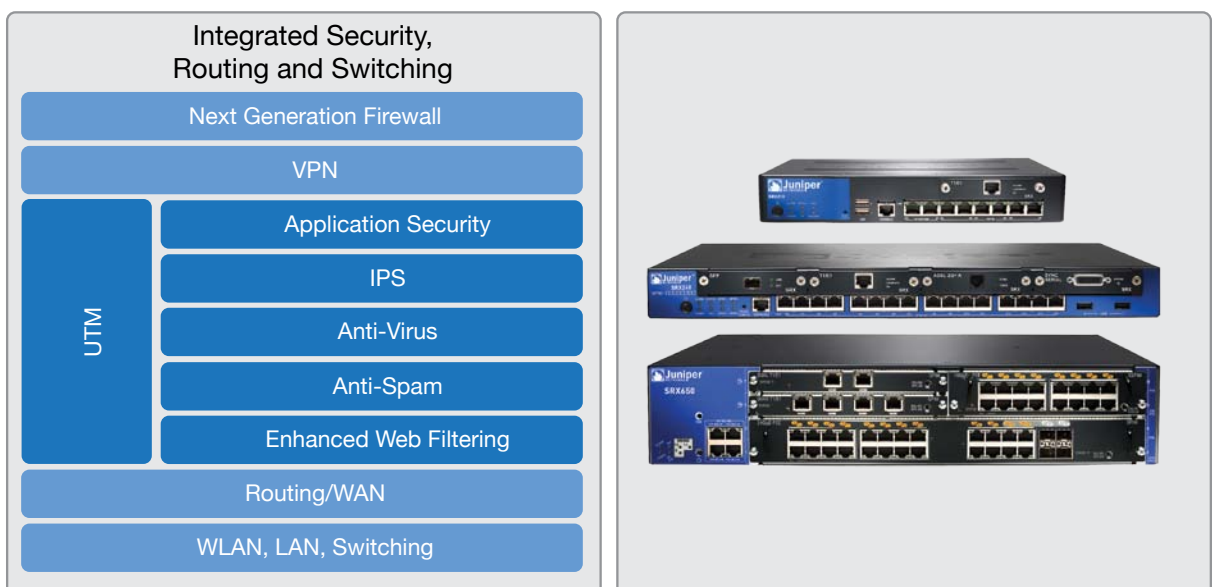 Integrated Security,
Routing and Switching
Next Generation Firewall
VPN
UTM
Application Security
IPS
Anti-Virus
Anti-Spam
Enhanced Web Filtering
Routing/WAN
WLAN, LAN, Switching
Juniper
Juniper
Juniper
SRX650